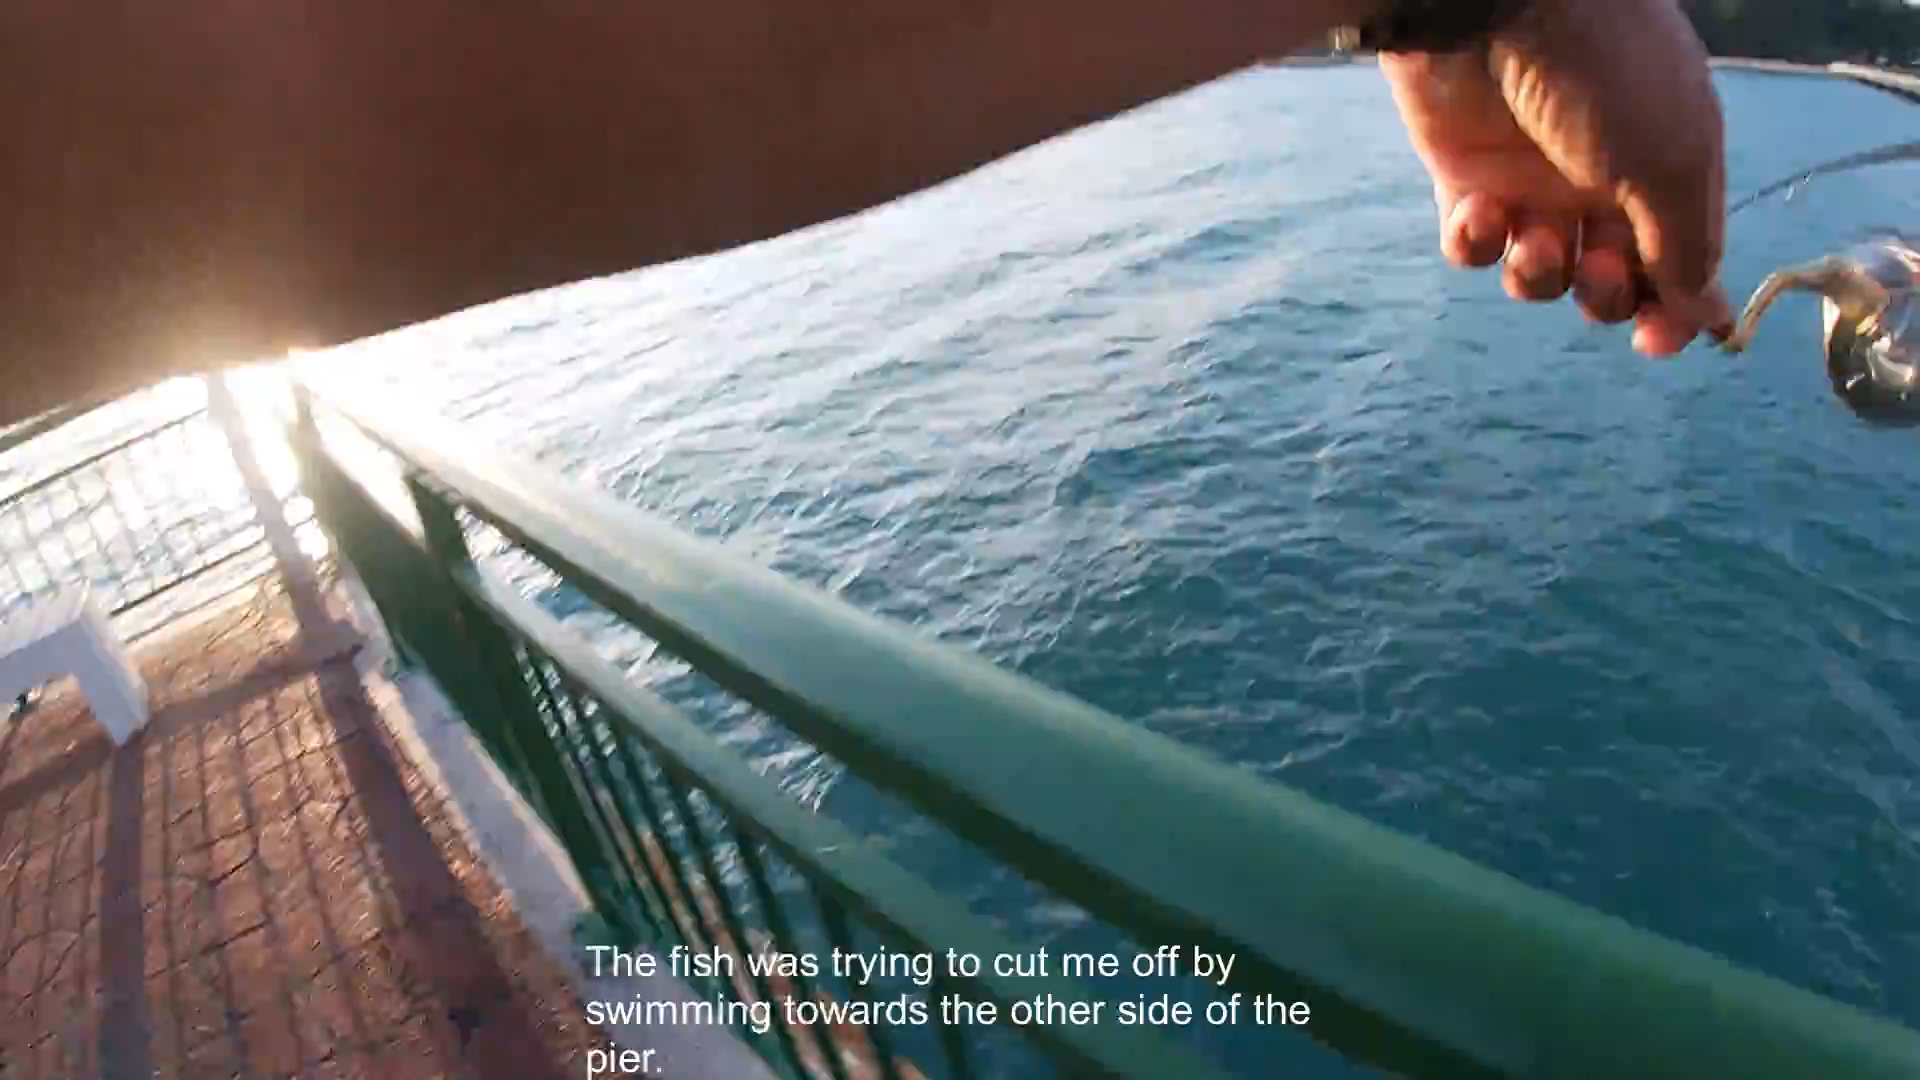 The fish was trying to cut me off by
swimming towards the other side of the
pier.